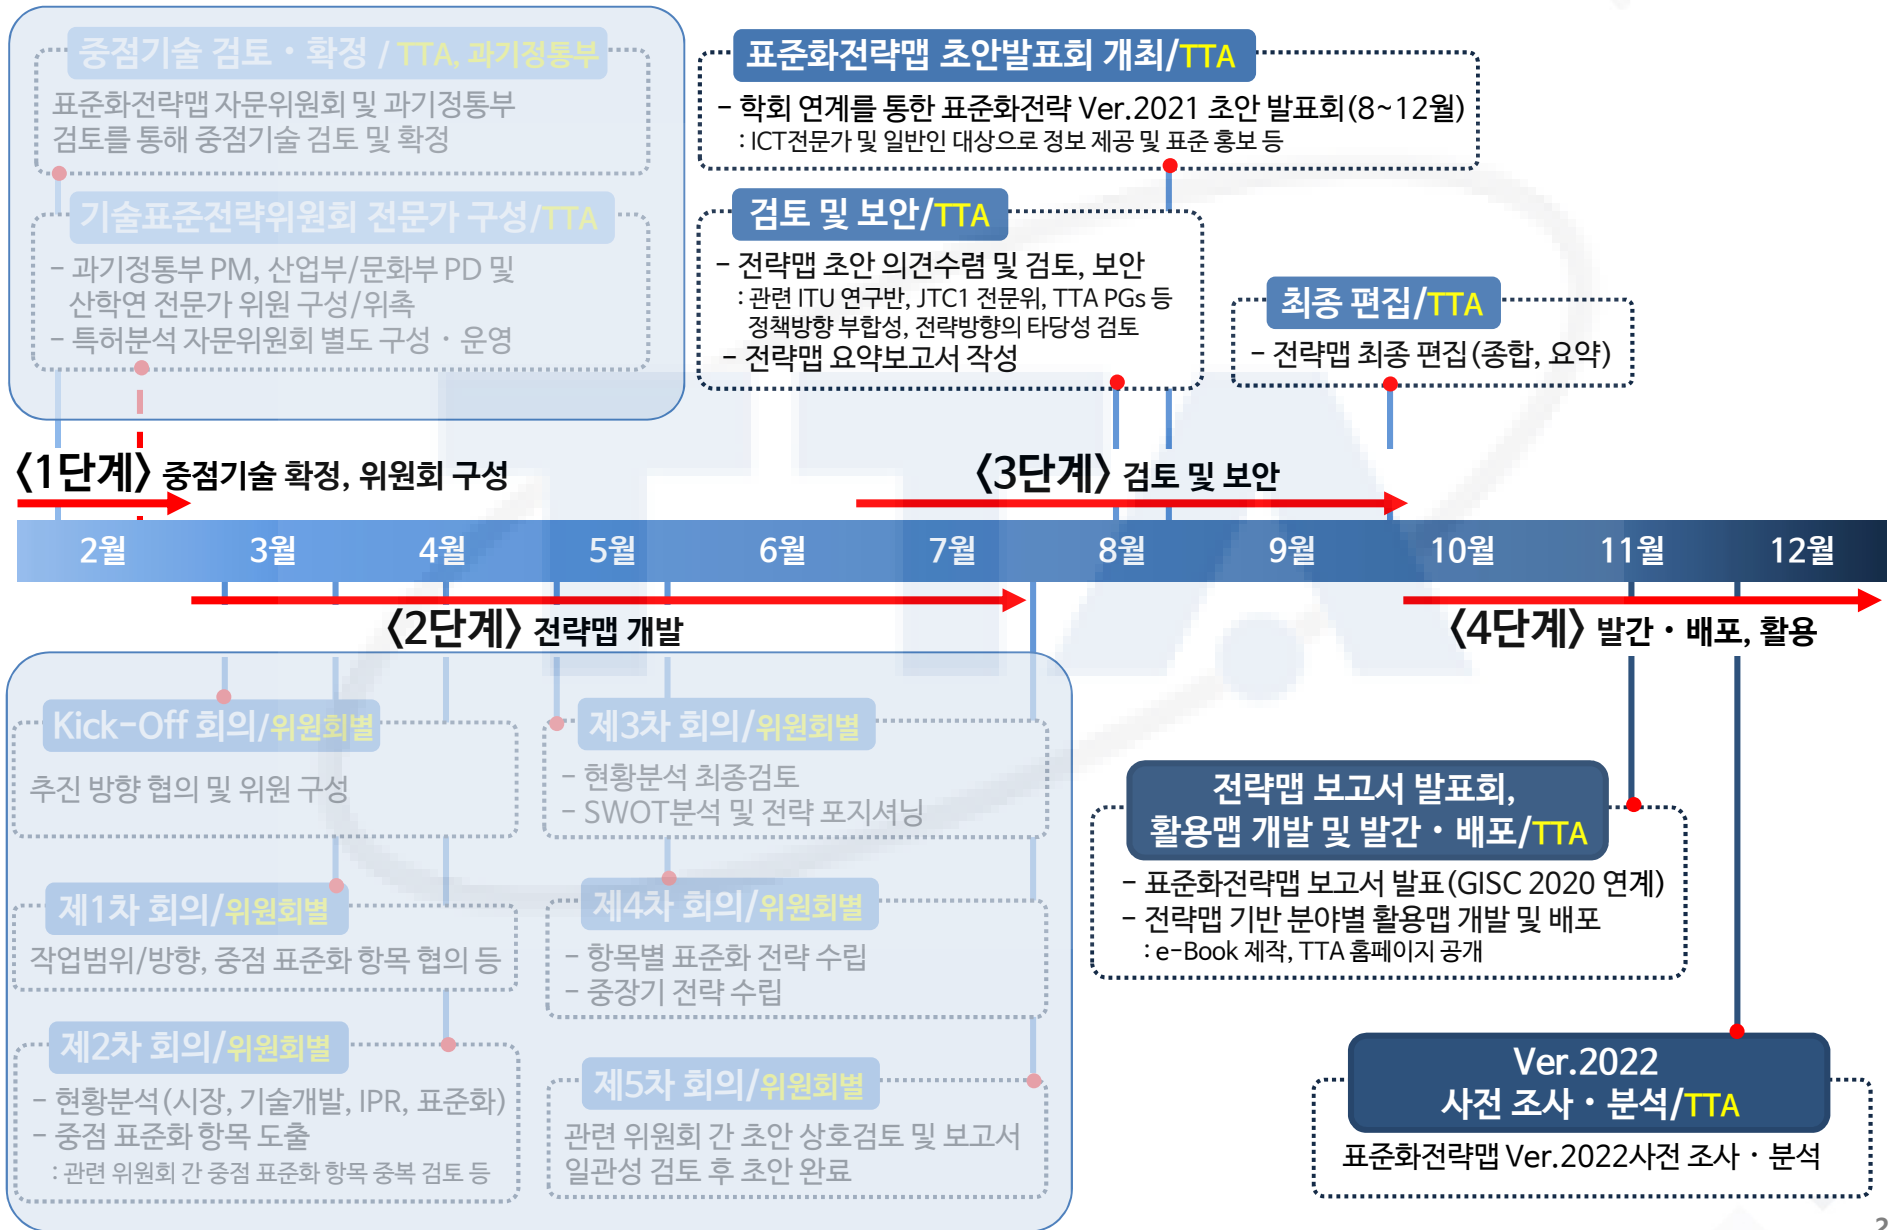 중점기술 검토・확정 / TTA, 과기정통부
표준화전략맵 자문위원회 및 과기정통부
검토를 통해 중점기술 검토 및 확정
기술표준전략위원회 전문가 구성/TTA
- 과기정통부 PM, 산업부/문화부 PD 및
산학연 전문가 위원 구성/위촉
- 특허분석 자문위원회 별도 구성・운영
표준화전략맵 초안발표회 개최/TTA
- 학회 연계를 통한 표준화전략 Ver.2021 초안 발표회(8~12월)
: ICT전문가 및 일반인 대상으로 정보 제공 및 표준 홍보 등
검토 및 보안/TTA
- 전략맵 초안 의견수렴 및 검토, 보안
: 관련 ITU 연구반, JTC1 전문위, TTA PGs 등
정책방향 부합성, 전략방향의 타당성 검토
- 전략맵 요약보고서 작성
최종 편집/TTA
- 전략맵 최종 편집(종합, 요약)
〈1단계〉 중점기술 확정, 위원회 구성
〈3단계〉 검토 및 보안
2월 3월 4월 5월 6월 7월 8월 9월 10월 11월 12월
〈2단계〉 전략맵 개발
〈4단계〉 발간・배포, 활용
Kick-Off 회의/위원회별
추진 방향 협의 및 위원 구성
제1차 회의/위원회별
작업범위/방향, 중점 표준화 항목 협의 등
제2차 회의/위원회별
- 현황분석(시장, 기술개발, IPR, 표준화)
- 중점 표준화 항목 도출
: 관련 위원회 간 중점 표준화 항목 중복 검토 등
제3차 회의/위원회별
- 현황분석 최종검토
- SWOT분석 및 전략 포지셔닝
제4차 회의/위원회별
- 항목별 표준화 전략 수립
- 중장기 전략 수립
제5차 회의/위원회별
관련 위원회 간 초안 상호검토 및 보고서
일관성 검토 후 초안 완료
전략맵 보고서 발표회,
활용맵 개발 및 발간・배포/TTA
- 표준화전략맵 보고서 발표(GISC 2020 연계)
- 전략맵 기반 분야별 활용맵 개발 및 배포
: e-Book 제작, TTA 홈페이지 공개
Ver.2022
사전 조사・분석/TTA
표준화전략맵 Ver.2022사전 조사・분석
2